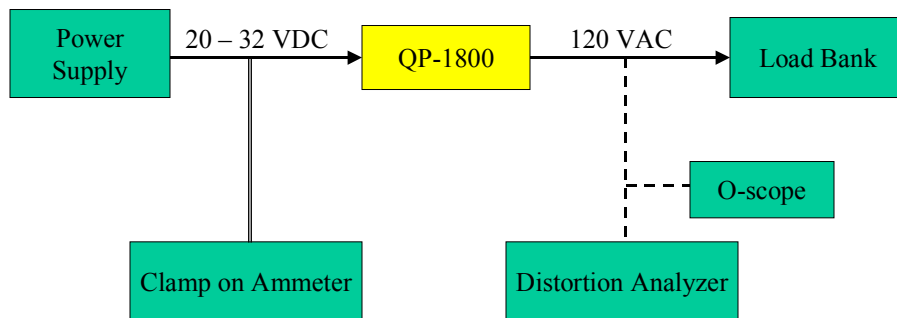 Power
Supply
20 – 32 VDC
QP-1800
120 VAC
Load Bank
O-scope
Clamp on Ammeter
Distortion Analyzer